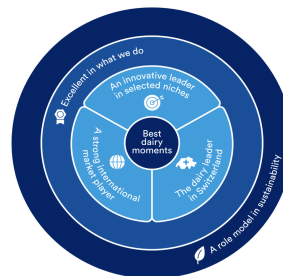 Excellent in what we do
An innovative leader
in selected niches
Best
dairy
moments
A strong international
market player
The dairy leader
in Switzerland
A role model in sustainability